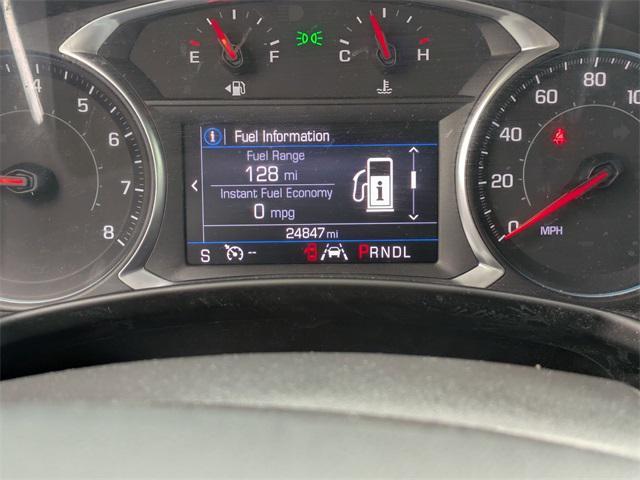 E F
C H
4
5
6
7
8
i Fuel Information
Fuel Range
128 mi
Instant Fuel Economy
0 mpg
i
24847 mi
S -- PRNDL
0
20
40
60
80
10
MPH